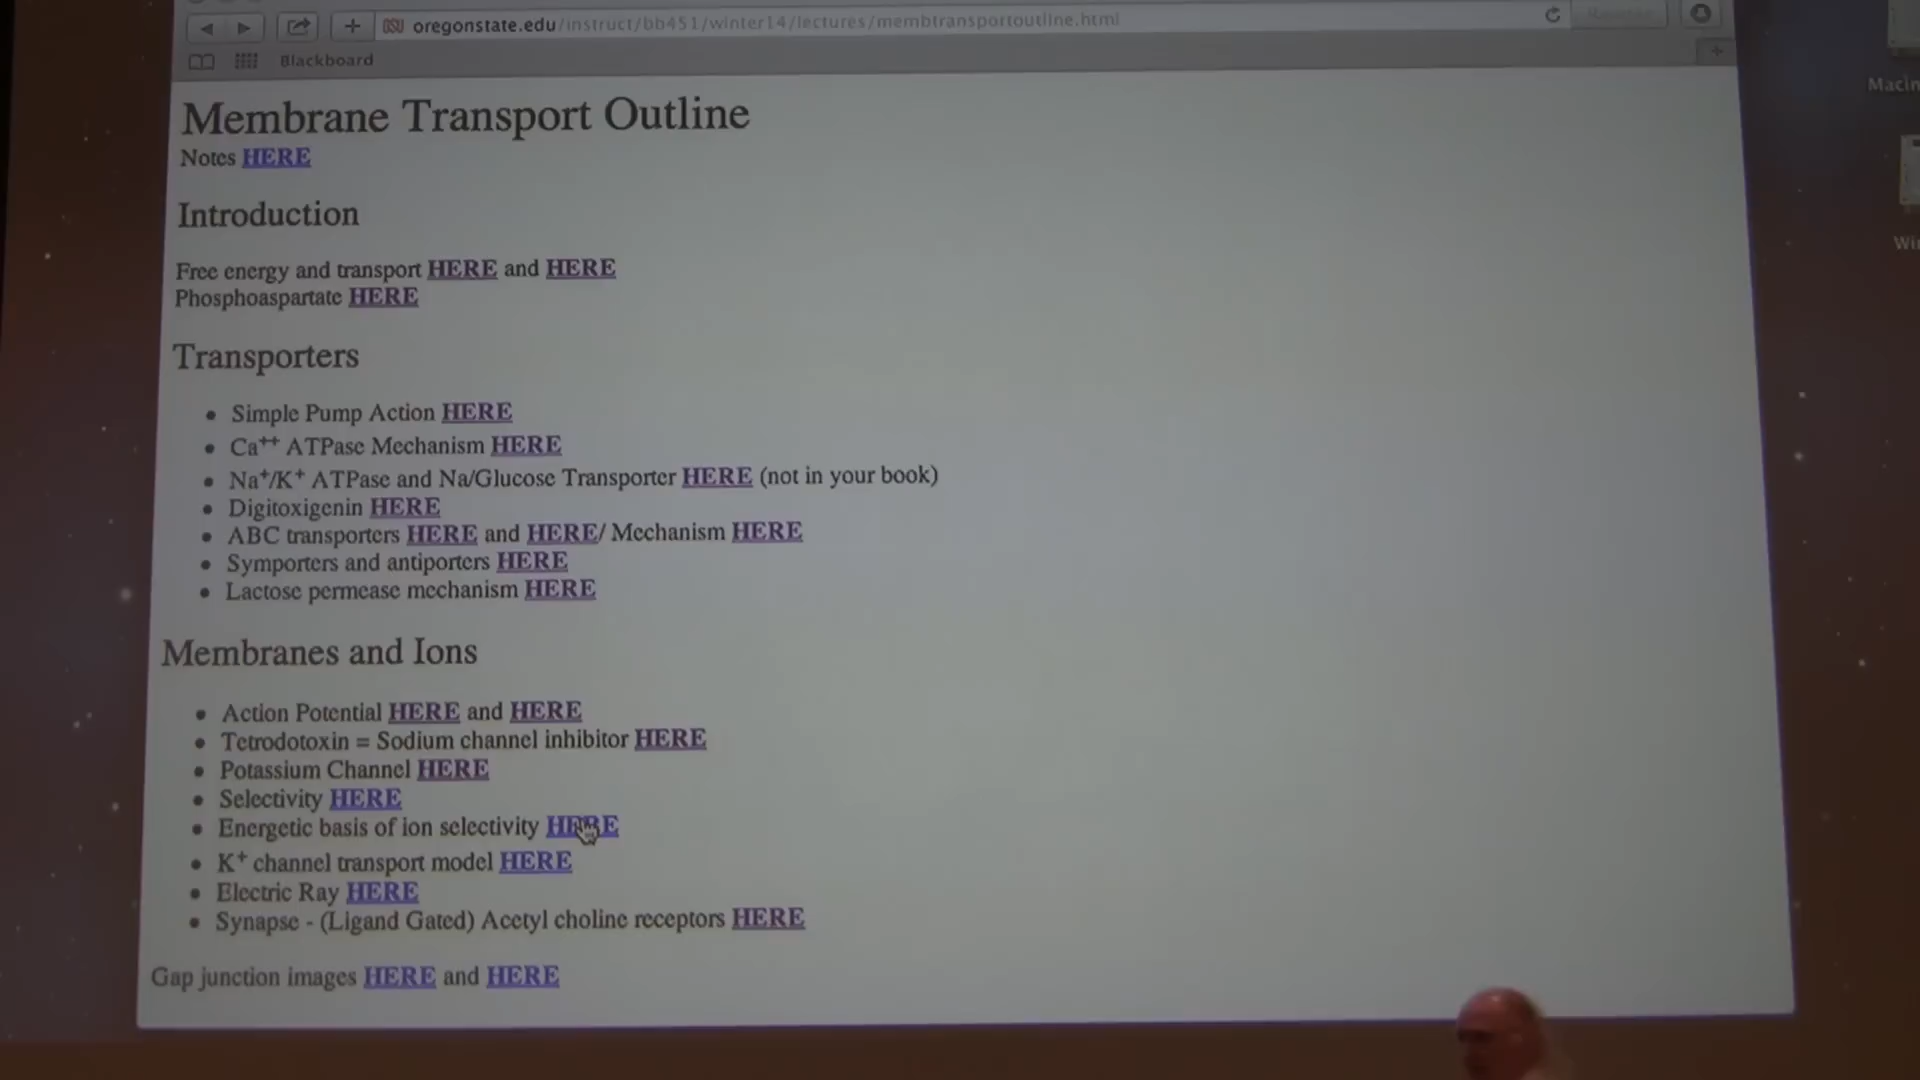 oregonstate.edu/instruct/bb451/winter14/lectures/membtransportoutline.html
Blackboard
Membrane Transport Outline
Notes HERE
Introduction
Free energy and transport HERE and HERE
Phosphoaspartate HERE
Transporters
• Simple Pump Action HERE
• Ca⁺⁺ ATPase Mechanism HERE
• Na⁺/K⁺ ATPase and Na/Glucose Transporter HERE (not in your book)
• Digitoxigenin HERE
• ABC transporters HERE and HERE/ Mechanism HERE
• Symporters and antiporters HERE
• Lactose permease mechanism HERE
Membranes and Ions
• Action Potential HERE and HERE
• Tetrodotoxin = Sodium channel inhibitor HERE
• Potassium Channel HERE
• Selectivity HERE
• Energetic basis of ion selectivity HERE
• K⁺ channel transport model HERE
• Electric Ray HERE
• Synapse - (Ligand Gated) Acetyl choline receptors HERE
Gap junction images HERE and HERE